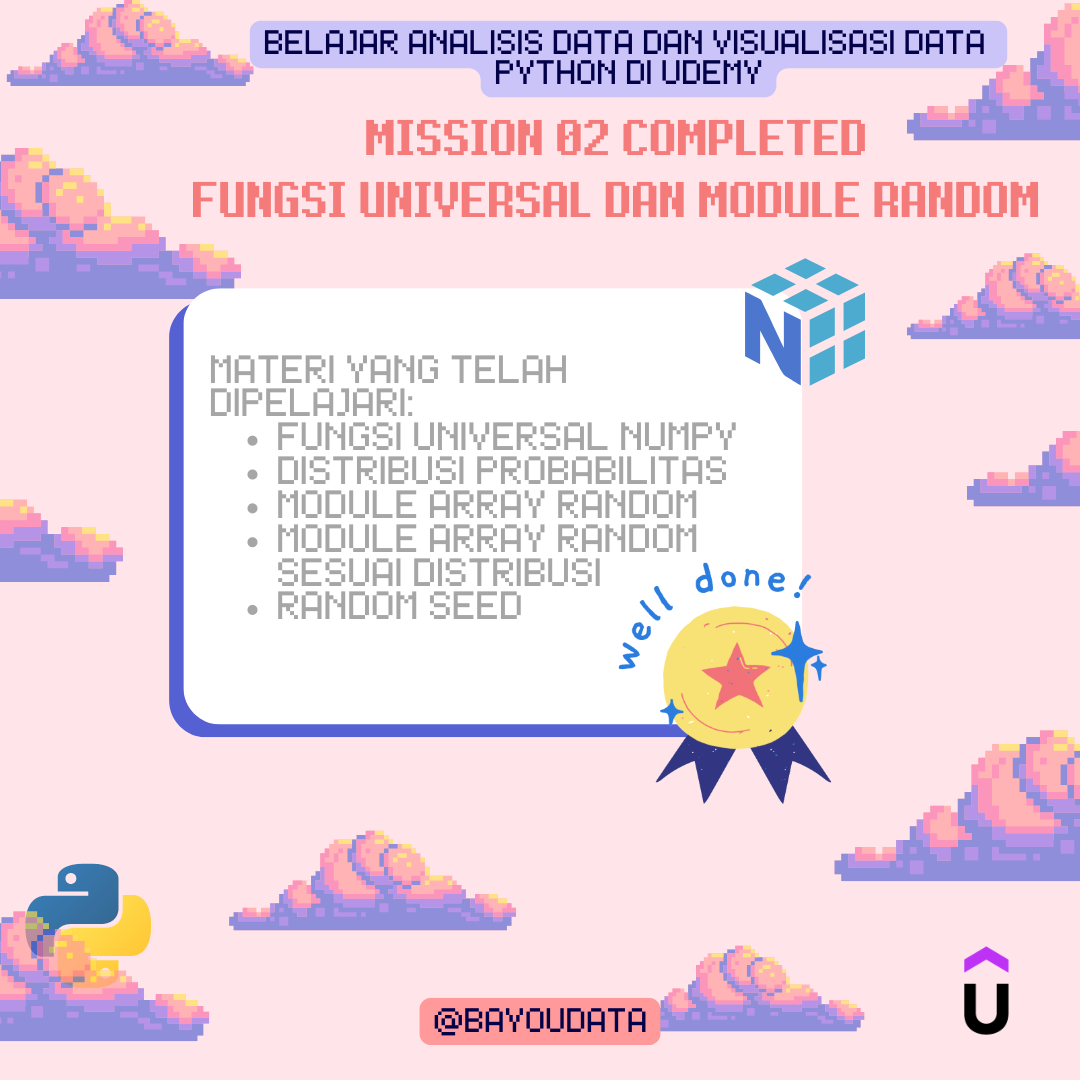 BELAJAR ANALISIS DATA DAN VISUALISASI DATA
PYTHON DI UDEMY
MISSION 02 COMPLETED
FUNGSI UNIVERSAL DAN MODULE RANDOM
N
MATERI YANG TELAH
DIPELAJARI:
• FUNGSI UNIVERSAL NUMPY
• DISTRIBUSI PROBABILITAS
• MODULE ARRAY RANDOM
• MODULE ARRAY RANDOM
SESUAI DISTRIBUSI
• RANDOM SEED
well done!
@BAYOUDATA
U